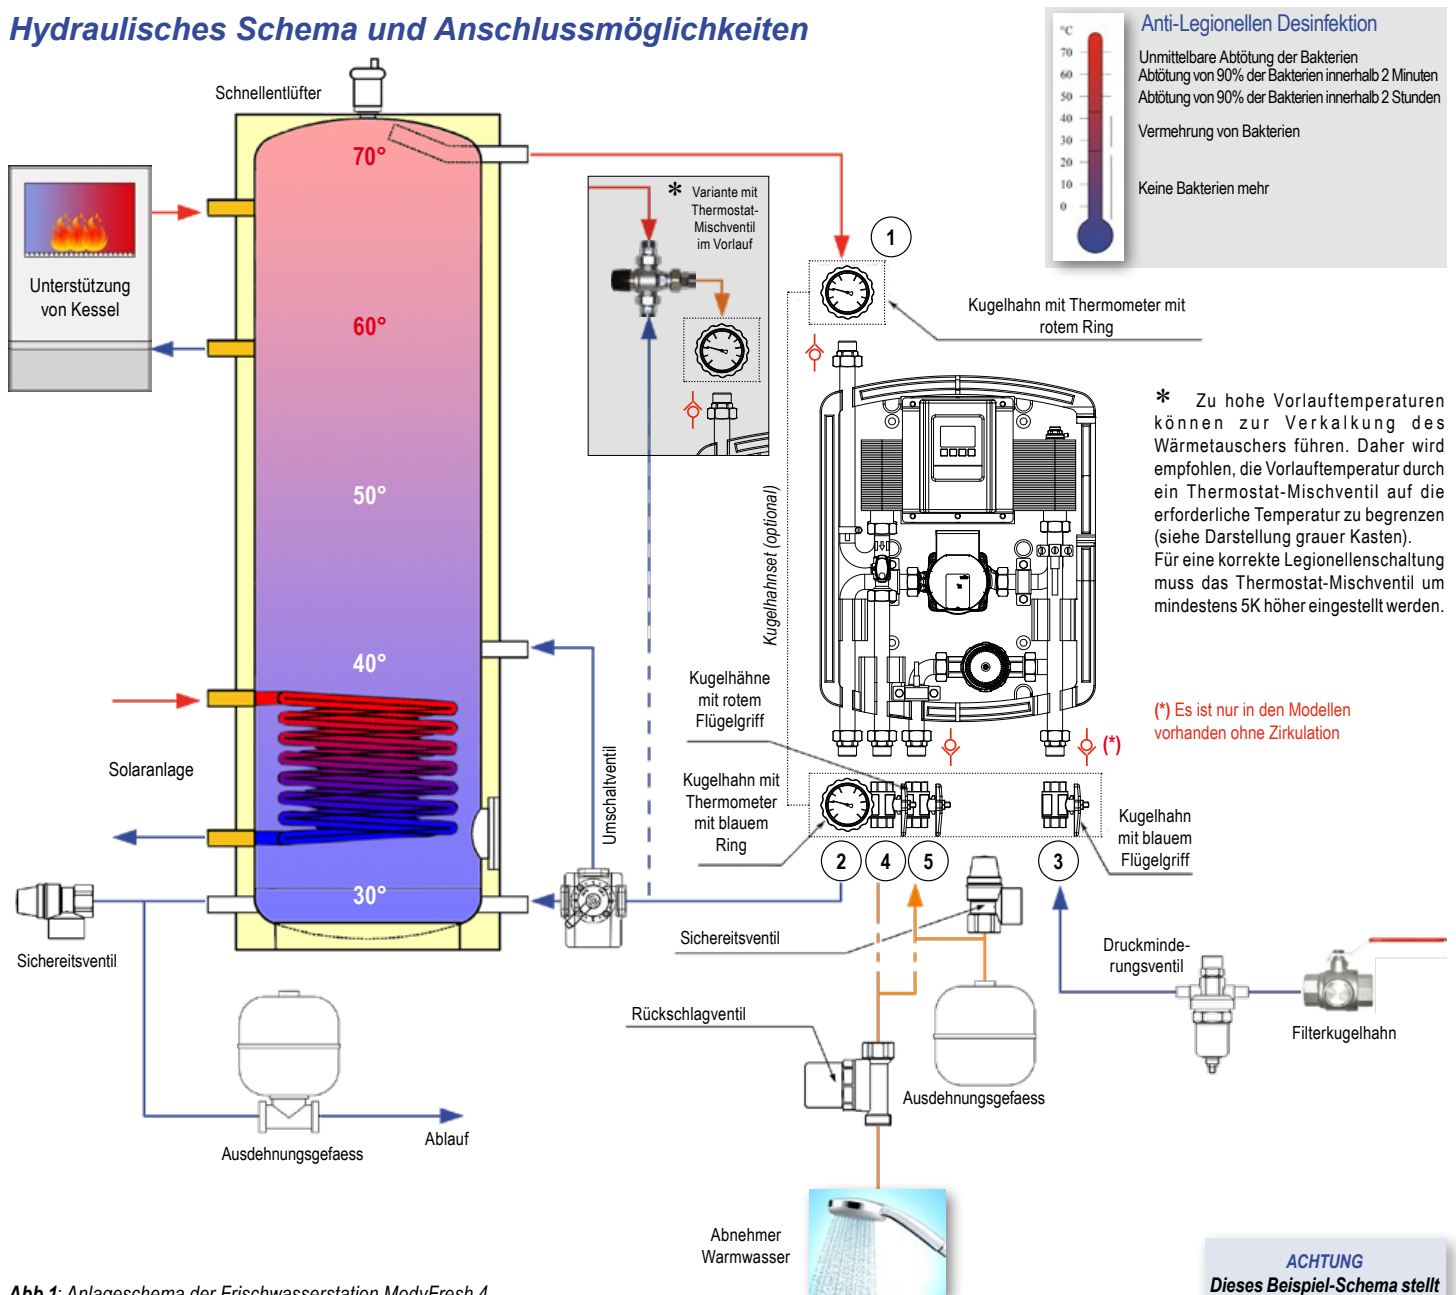 Hydraulisches Schema und Anschlussmöglichkeiten
Anti-Legionellen Desinfektion
°C
70
60
50
40
30
20
10
0
Unmittelbare Abtötung der Bakterien
Abtötung von 90% der Bakterien innerhalb 2 Minuten
Abtötung von 90% der Bakterien innerhalb 2 Stunden
Vermehrung von Bakterien
Keine Bakterien mehr
Schnellentlüfter
70°
60°
50°
40°
30°
Unterstützung
von Kessel
* Variante mit
Thermostat-
Mischventil
im Vorlauf
1
Kugelhahn mit Thermometer mit
rotem Ring
* Zu hohe Vorlauftemperaturen
können zur Verkalkung des
Wärmetauschers führen. Daher wird
empfohlen, die Vorlauftemperatur durch
ein Thermostat-Mischventil auf die
erforderliche Temperatur zu begrenzen
(siehe Darstellung grauer Kasten).
Für eine korrekte Legionellenschaltung
muss das Thermostat-Mischventil um
mindestens 5K höher eingestellt werden.
Kugelhahnset (optional)
Kugelhähne
mit rotem
Flügelgriff
(*) Es ist nur in den Modellen
vorhanden ohne Zirkulation
(*)
Solaranlage
Umschaltventil
Kugelhahn mit
Thermometer
mit blauem
Ring
Kugelhahn
mit blauem
Flügelgriff
2
4
5
3
Sichereitsventil
Sichereitsventil
Druckminde-
rungsventil
Rückschlagventil
Filterkugelhahn
Ausdehnungsgefaess
Ablauf
Ausdehnungsgefaess
Abnehmer
Warmwasser
ACHTUNG
Dieses Beispiel-Schema stellt
Abb.1: Anlageschema der Frischwasserstation ModvFresh 4